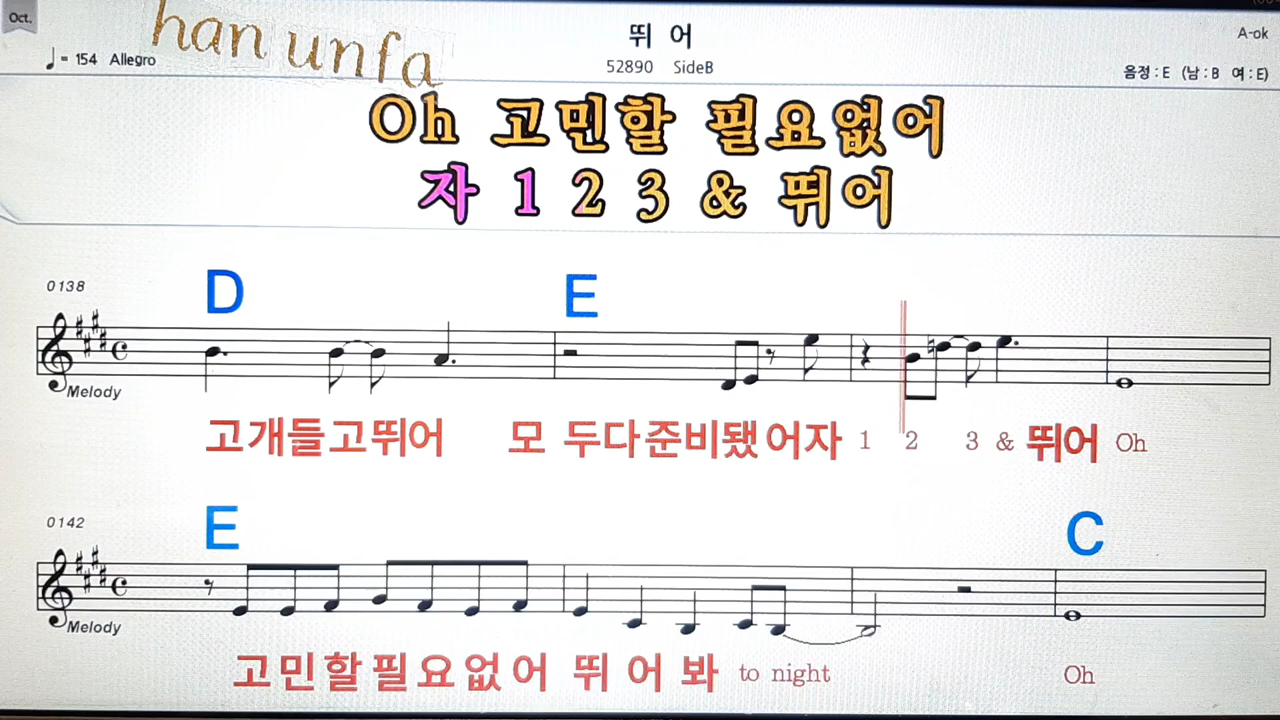 Oct.
han unfa
뛰 어
A-ok
♩= 154 Allegro
52890 SideB
음정 : E (남 : B 여 : E)
Oh 고민할 필요없어
자 1 2 3 & 뛰어
0138
D E
Melody
고개들고뛰어 모 두다준비됐어자 1 2 3 & 뛰어 Oh
0142
E C
Melody
고민할필요없어 뛰 어 봐 to night Oh